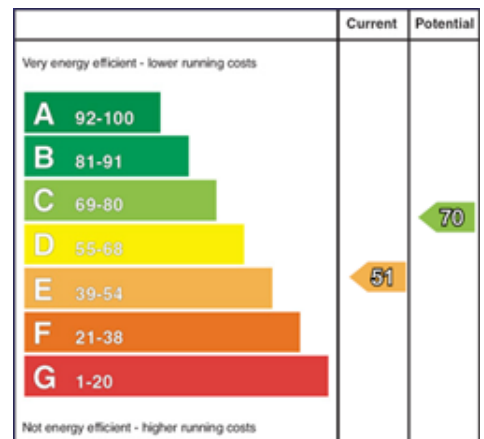 Current Potential
Very energy efficient - lower running costs
A 92-100
B 81-91
C 69-80
70
D 55-68
E 39-54
51
F 21-38
G 1-20
Not energy efficient - higher running costs